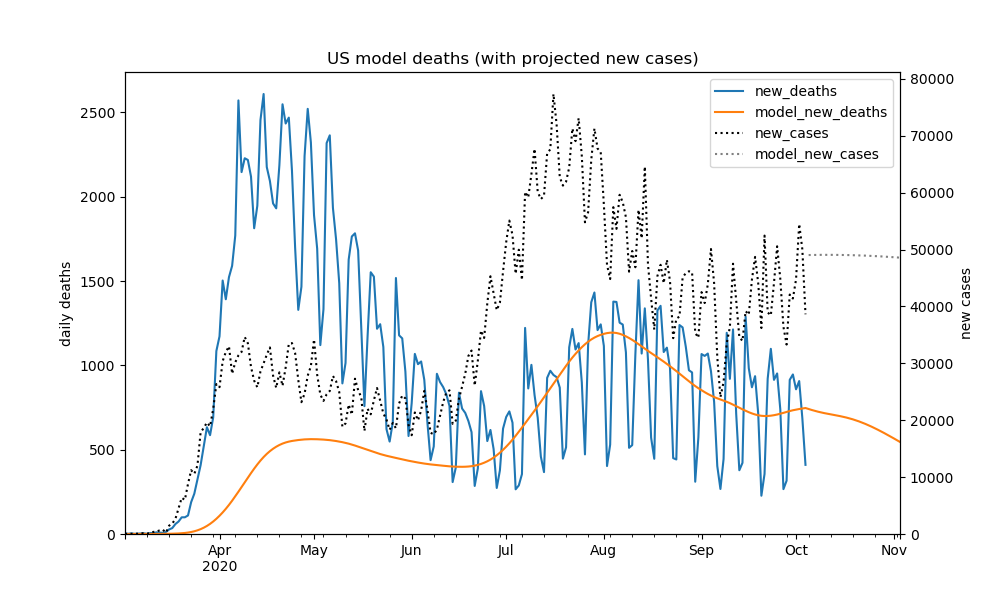 US model deaths (with projected new cases)
new_deaths
model_new_deaths
new_cases
model_new_cases
daily deaths
2500
2000
1500
1000
500
0
80000
70000
60000
50000
40000
30000
20000
10000
0
new cases
Apr
2020
May
Jun
Jul
Aug
Sep
Oct
Nov